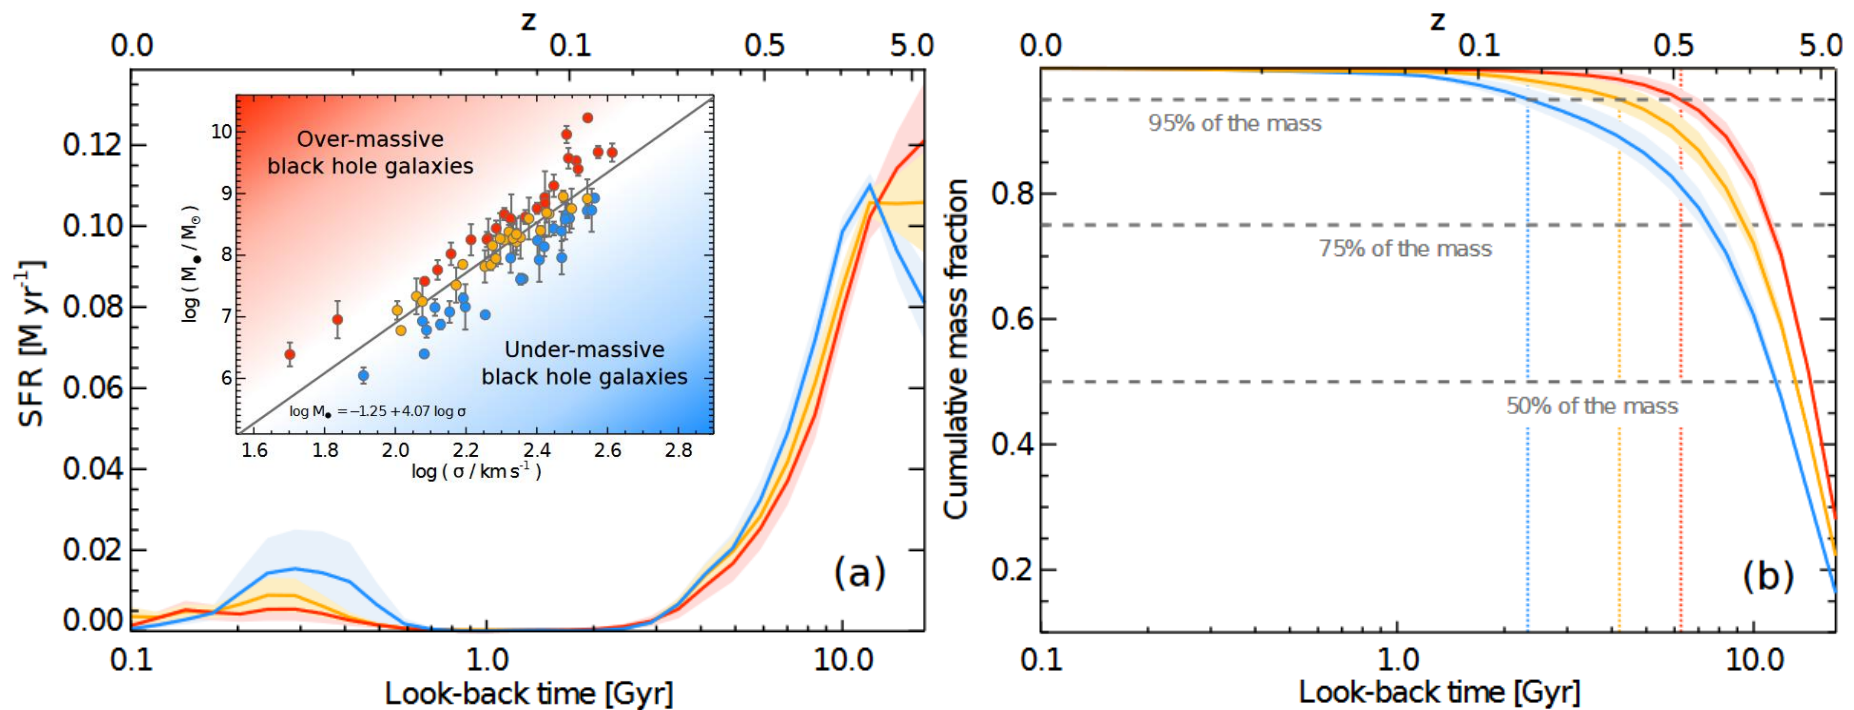 z
0.0 0.1 0.5 5.0
SFR [M yr-1]
0.12
0.10
0.08
0.06
0.04
0.02
0.00
0.1 1.0 10.0
Look-back time [Gyr]
(a)
log ( M● / M☉ )
10
9
8
7
6
Over-massive
black hole galaxies
Under-massive
black hole galaxies
log M● = −1.25 + 4.07 log σ
1.6 1.8 2.0 2.2 2.4 2.6 2.8
log ( σ / km s-1 )
z
0.0 0.1 0.5 5.0
Cumulative mass fraction
0.8
0.6
0.4
0.2
95% of the mass
75% of the mass
50% of the mass
(b)
0.1 1.0 10.0
Look-back time [Gyr]